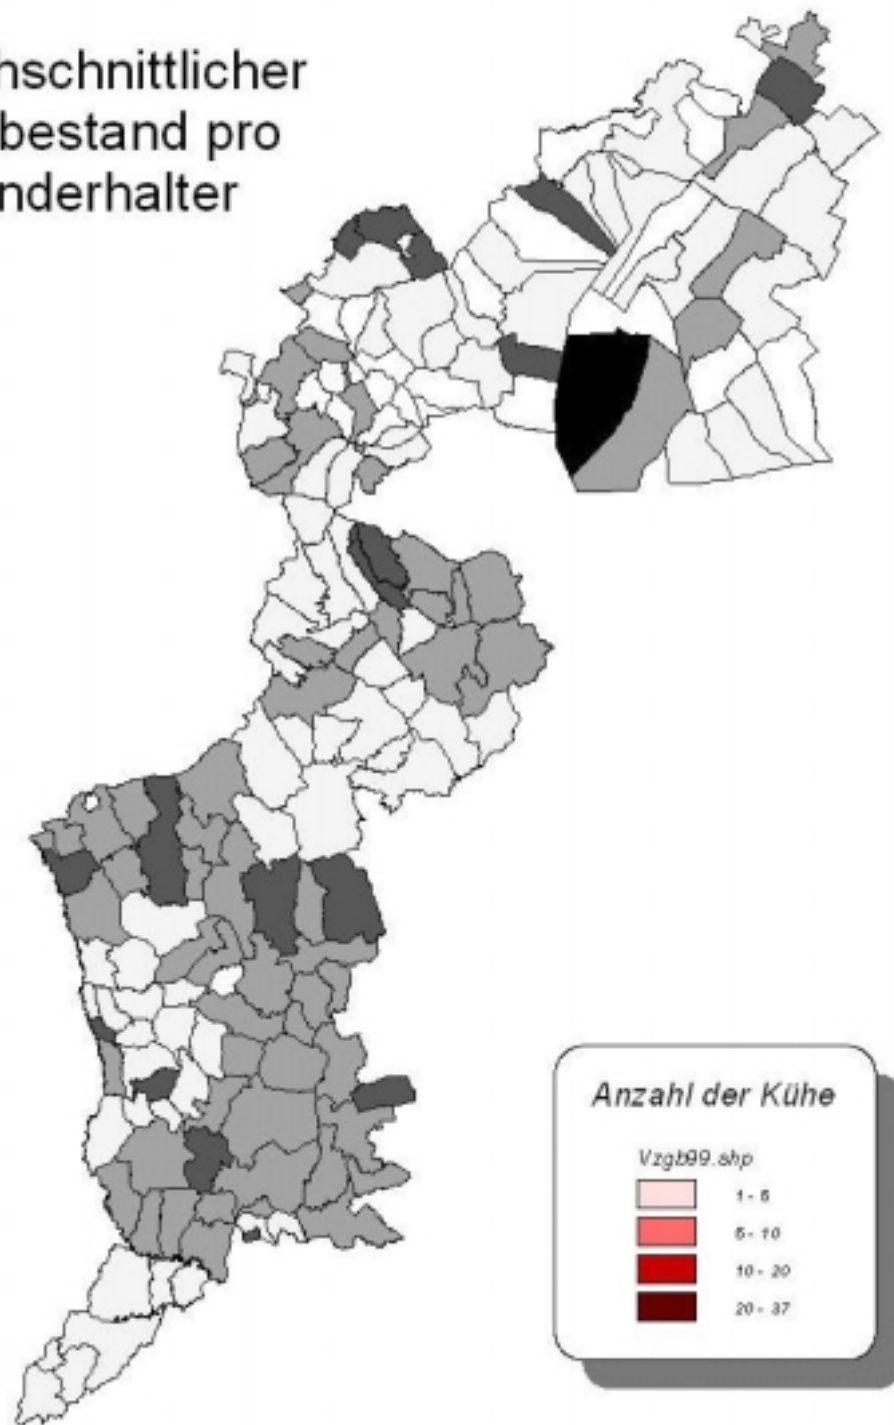 hschnittlicher
bestand pro
nderhalter
Anzahl der Kühe
Vzgb99.shp
1 - 5
5 - 10
10 - 20
20 - 37